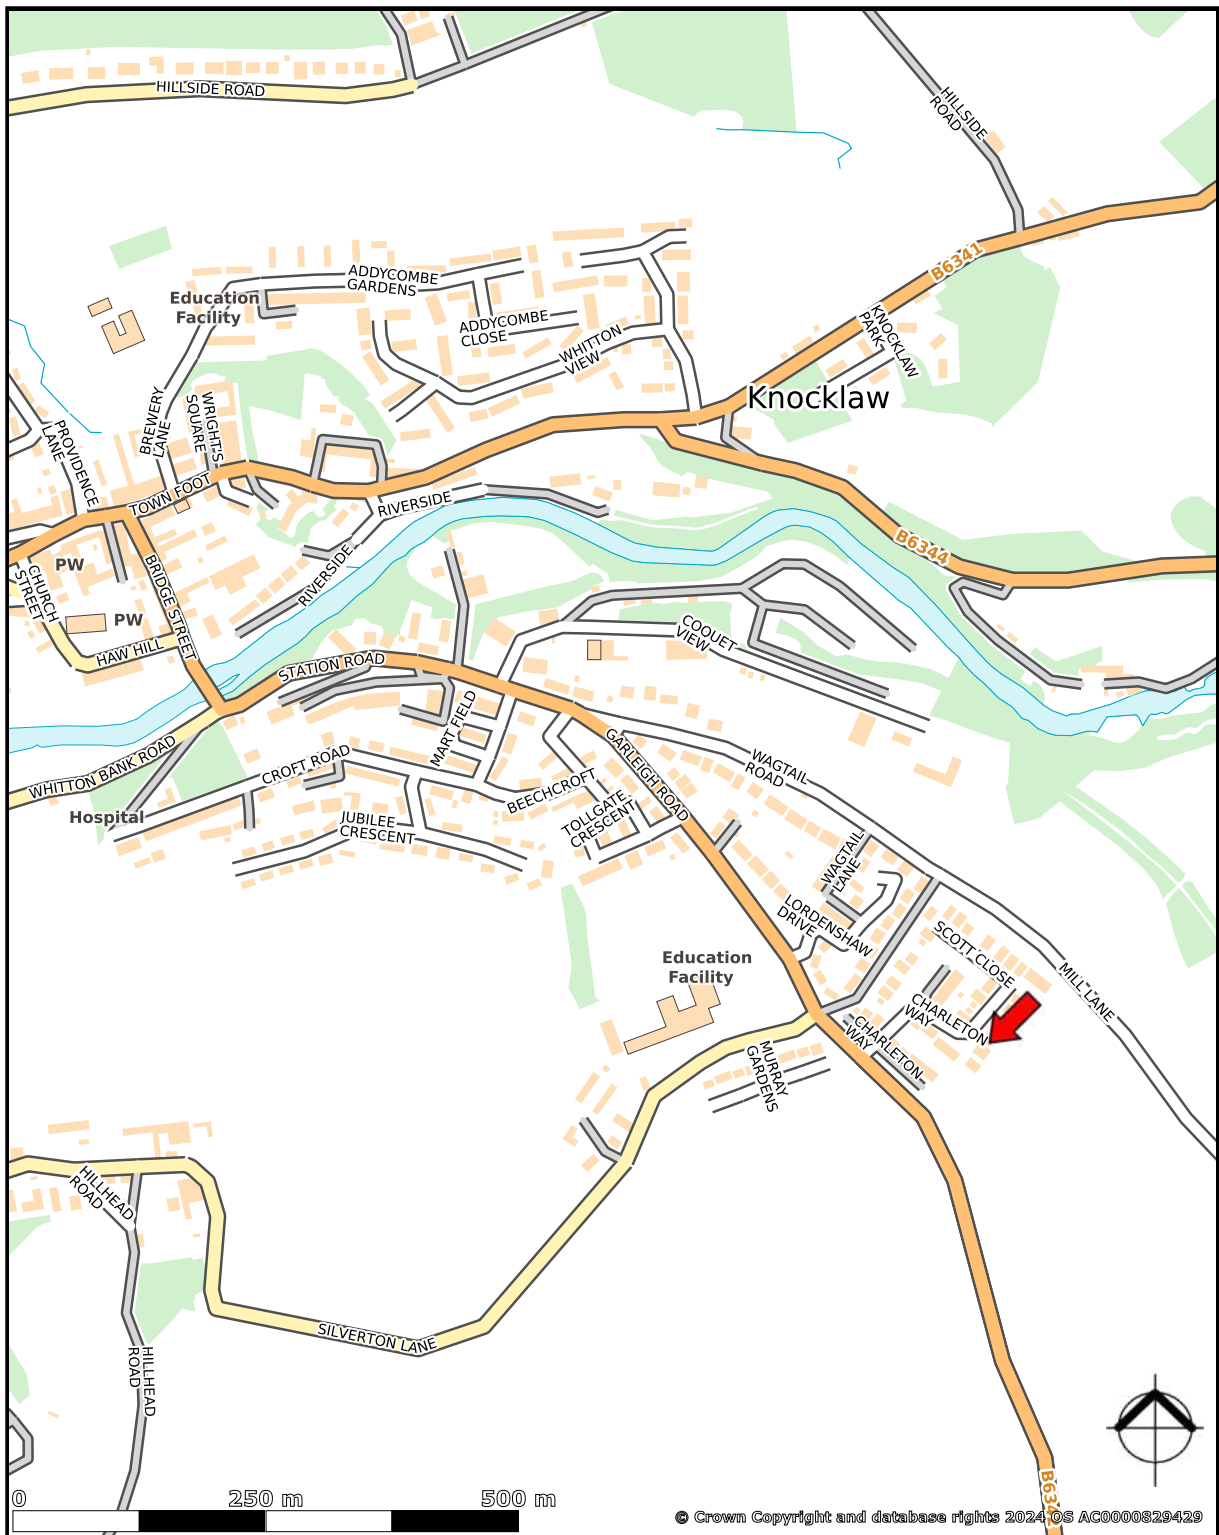 HILLSIDE ROAD
HILLSIDE
ROAD
B6341
ADDYCOMBE
GARDENS
Education
Facility
ADDYCOMBE
CLOSE
WHITTON
VIEW
KNOCKLAW
PARK
Knocklaw
BREWERY
LANE
WRIGHT'S
SQUARE
PROVIDENCE
LANE
TOWN FOOT
RIVERSIDE
B6344
PW
CHURCH
STREET
BRIDGE STREET
RIVERSIDE
PW
HAW HILL
STATION ROAD
COQUET
VIEW
MART FIELD
GARLEIGH ROAD
WHITTON BANK ROAD
CROFT ROAD
WAGTAIL
ROAD
BEECHCROFT
Hospital
JUBILEE
CRESCENT
TOLLGATE
CRESCENT
WAGTAIL
LANE
LORDENSHAW
DRIVE
SCOTT CLOSE
Education
Facility
MILL LANE
CHARLETON
WAY
CHARLETON
WAY
MURRAY
GARDENS
HILLHEAD
ROAD
SILVERTON LANE
HILLHEAD
ROAD
B6342
0 250 m 500 m
© Crown Copyright and database rights 2024 OS AC0000829429